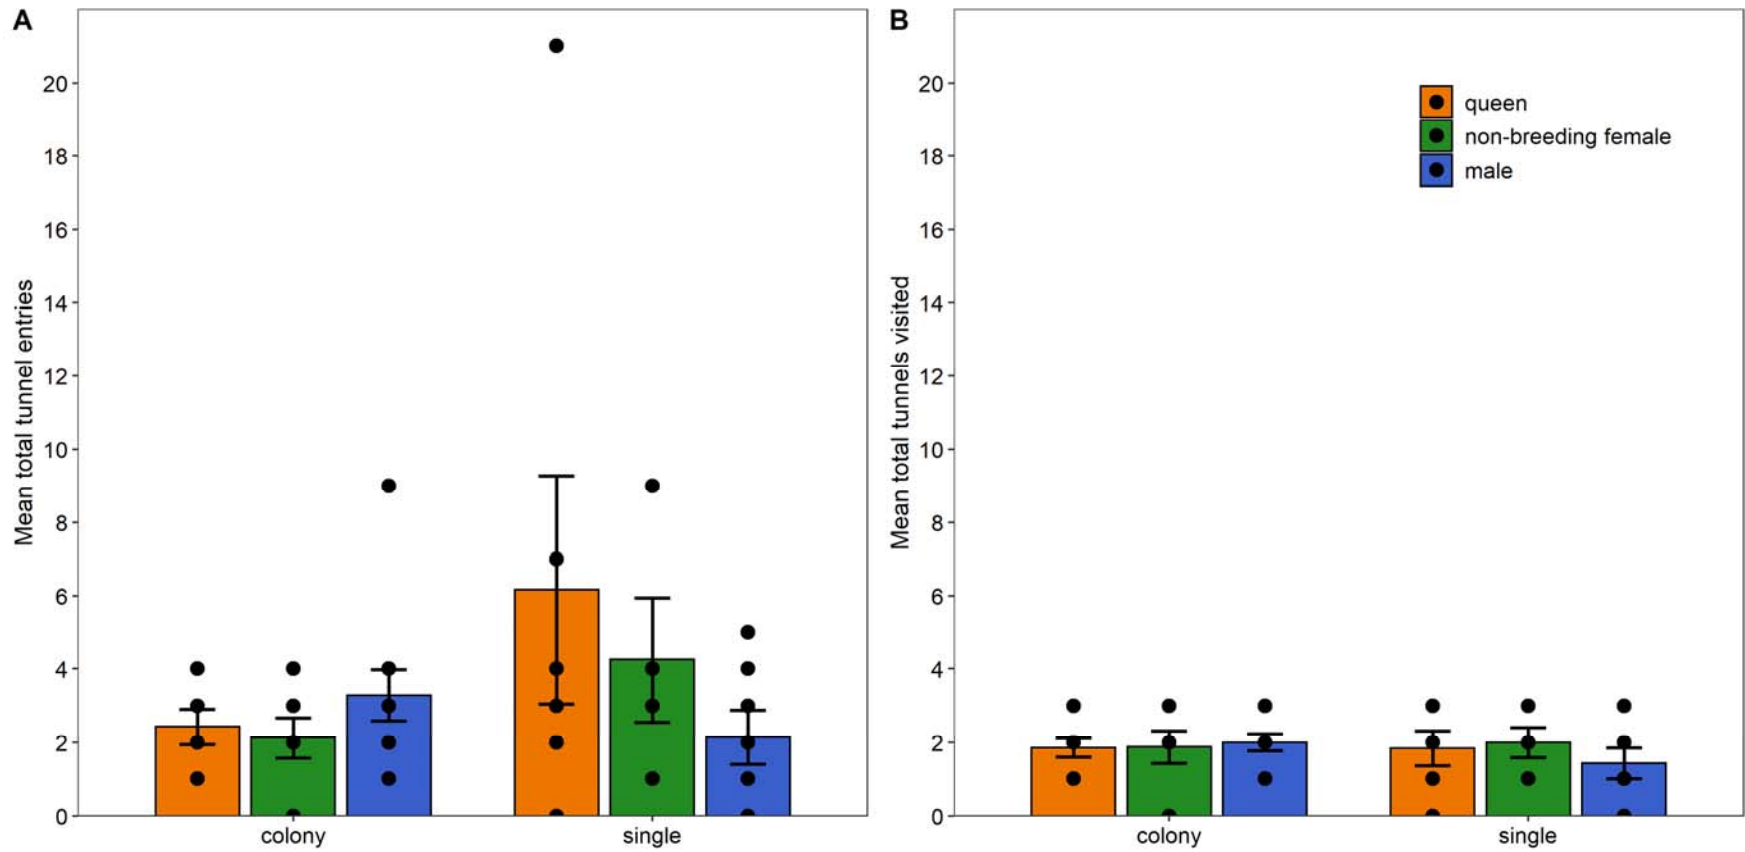 A
Mean total tunnel entries
20
18
16
14
12
10
8
6
4
2
0
colony single
B
Mean total tunnels visited
20
18
16
14
12
10
8
6
4
2
0
colony single
queen
non-breeding female
male